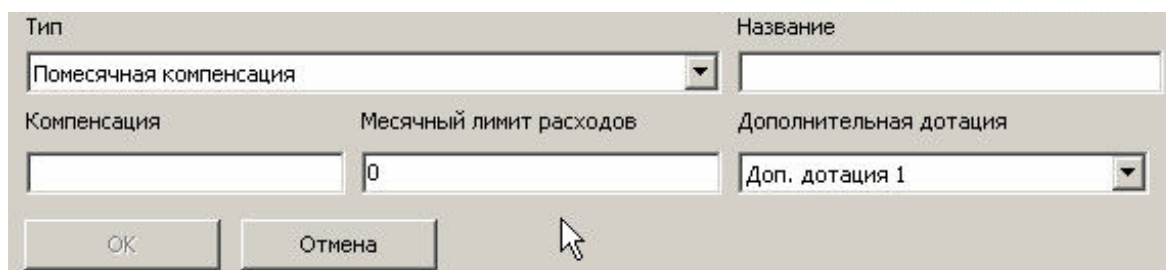 Тип Название
Помесячная компенсация
Компенсация Месячный лимит расходов Дополнительная дотация
0 Доп. дотация 1
OK Отмена